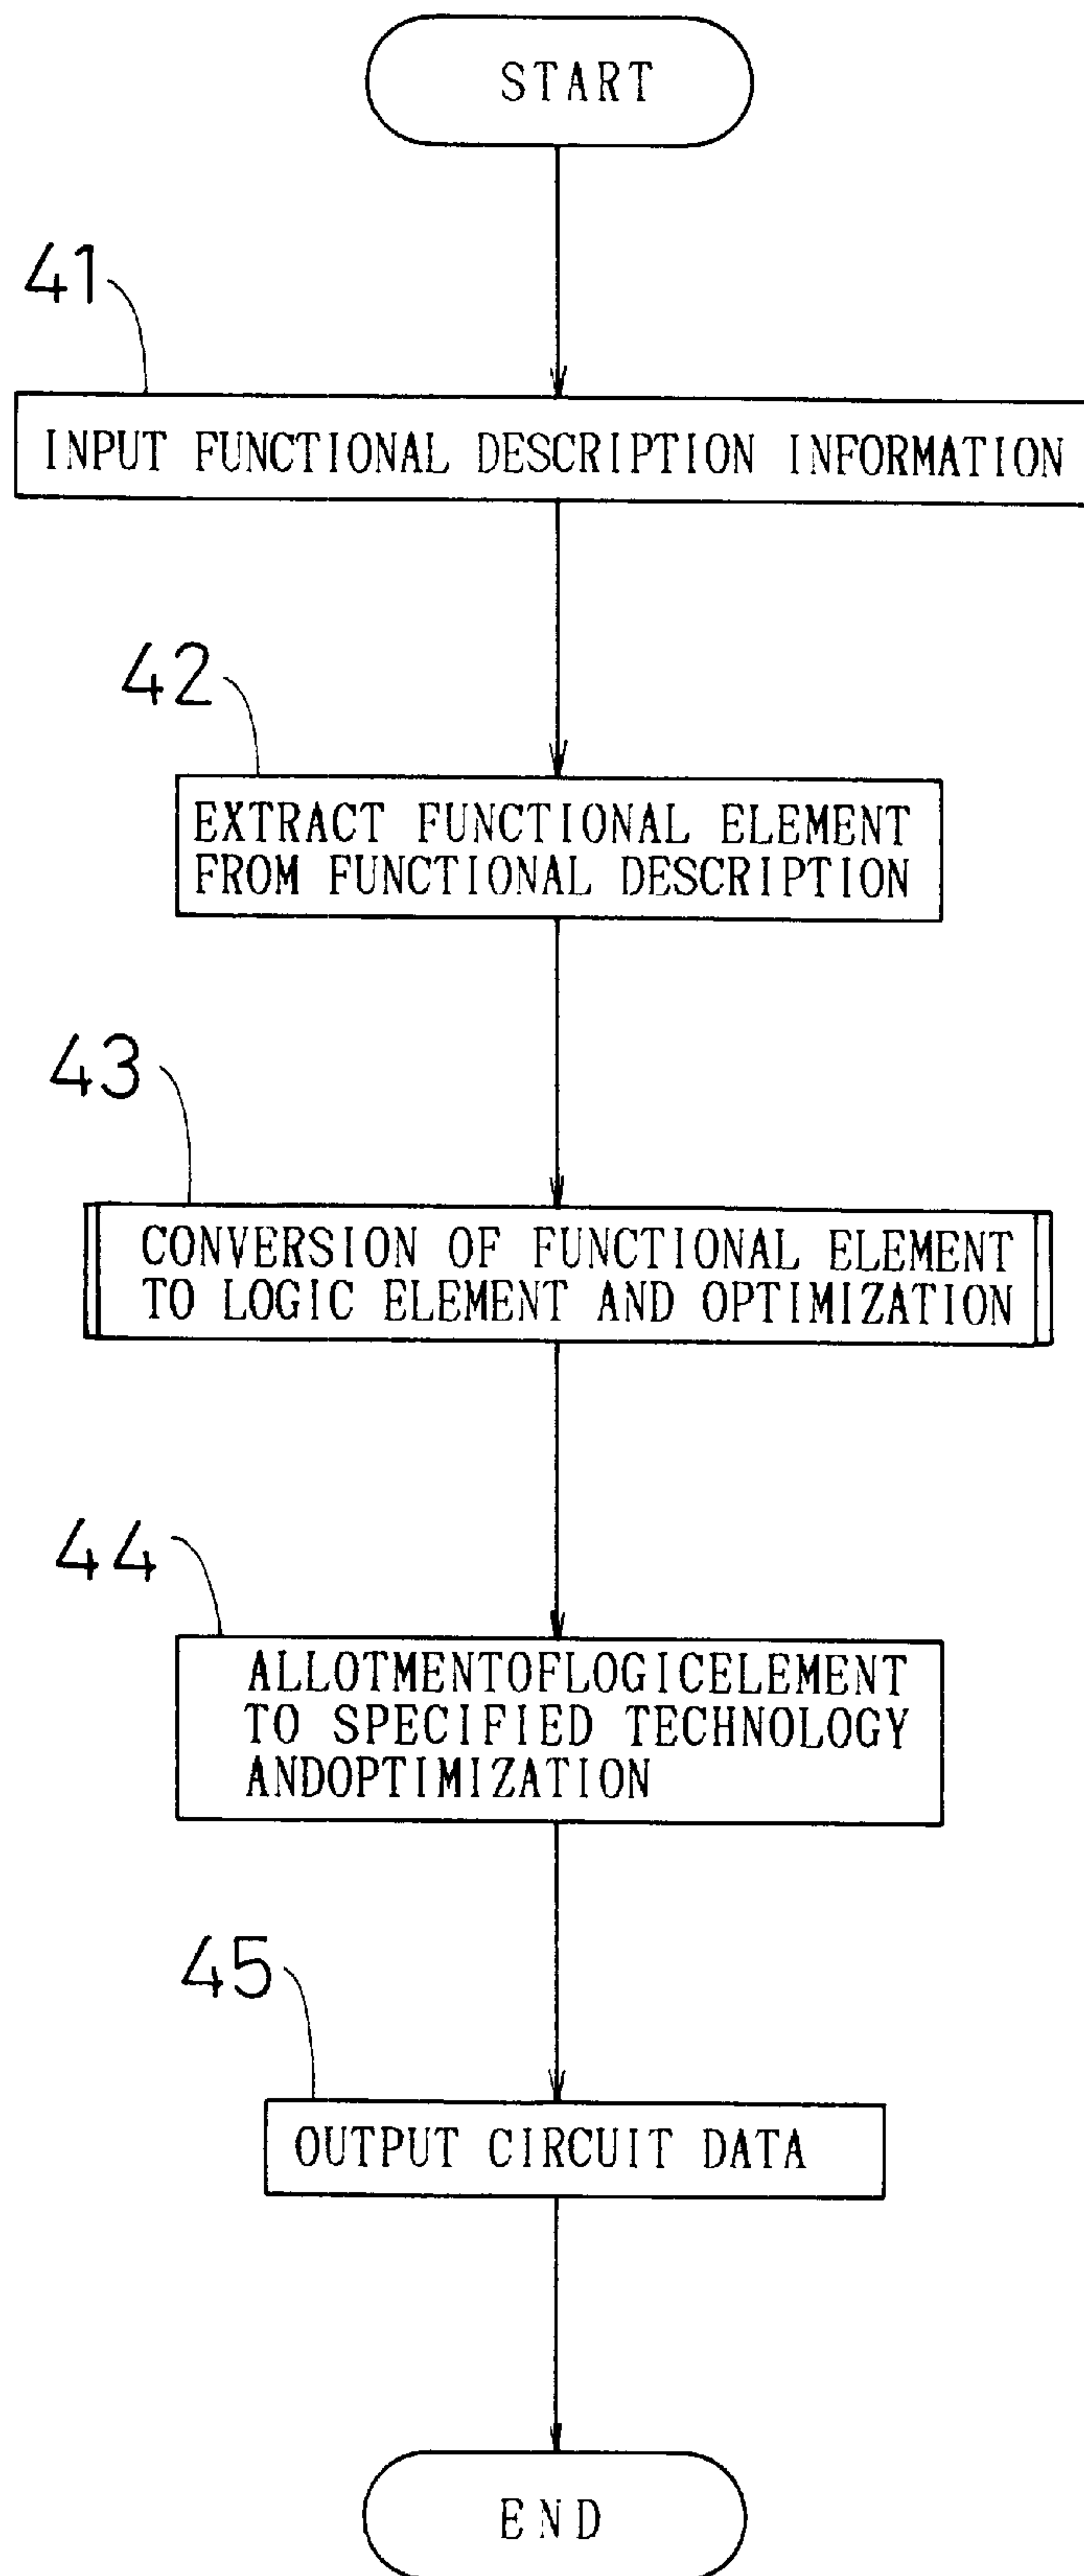 START
41
INPUT FUNCTIONAL DESCRIPTION INFORMATION
42
EXTRACT FUNCTIONAL ELEMENT
FROM FUNCTIONAL DESCRIPTION
43
CONVERSION OF FUNCTIONAL ELEMENT
TO LOGIC ELEMENT AND OPTIMIZATION
44
ALLOTMENTOFLOGICELEMENT
TO SPECIFIED TECHNOLOGY
ANDOPTIMIZATION
45
OUTPUT CIRCUIT DATA
END